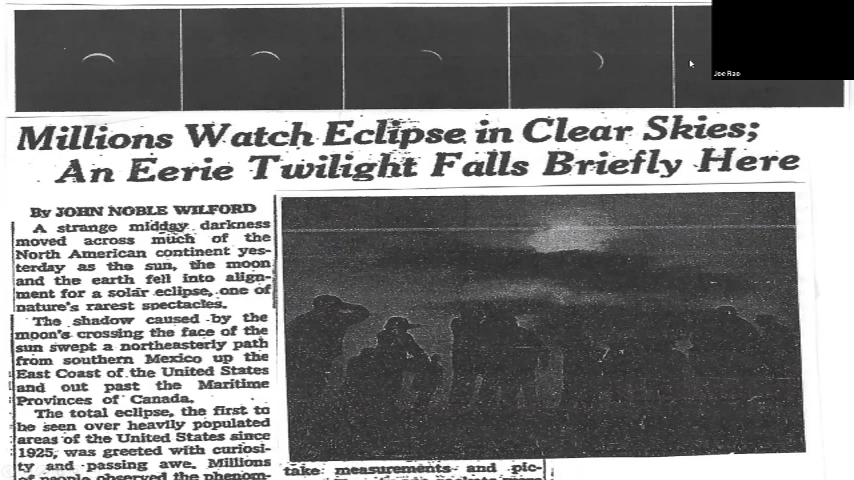 Joe Rao
Millions Watch Eclipse in Clear Skies;
An Eerie Twilight Falls Briefly Here
By JOHN NOBLE WILFORD
A strange midday darkness
moved across much of the
North American continent yes-
terday as the sun, the moon
and the earth fell into align-
ment for a solar eclipse, one of
nature's rarest spectacles.
The shadow caused by the
moon's crossing the face of the
sun swept a northeasterly path
from southern Mexico up the
East Coast of the United States
and out past the Maritime
Provinces of Canada.
The total eclipse, the first to
be seen over heavily populated
areas of the United States since
1925, was greeted with curiosi-
ty and passing awe. Millions
of people observed the phenom-
take measurements and pic-